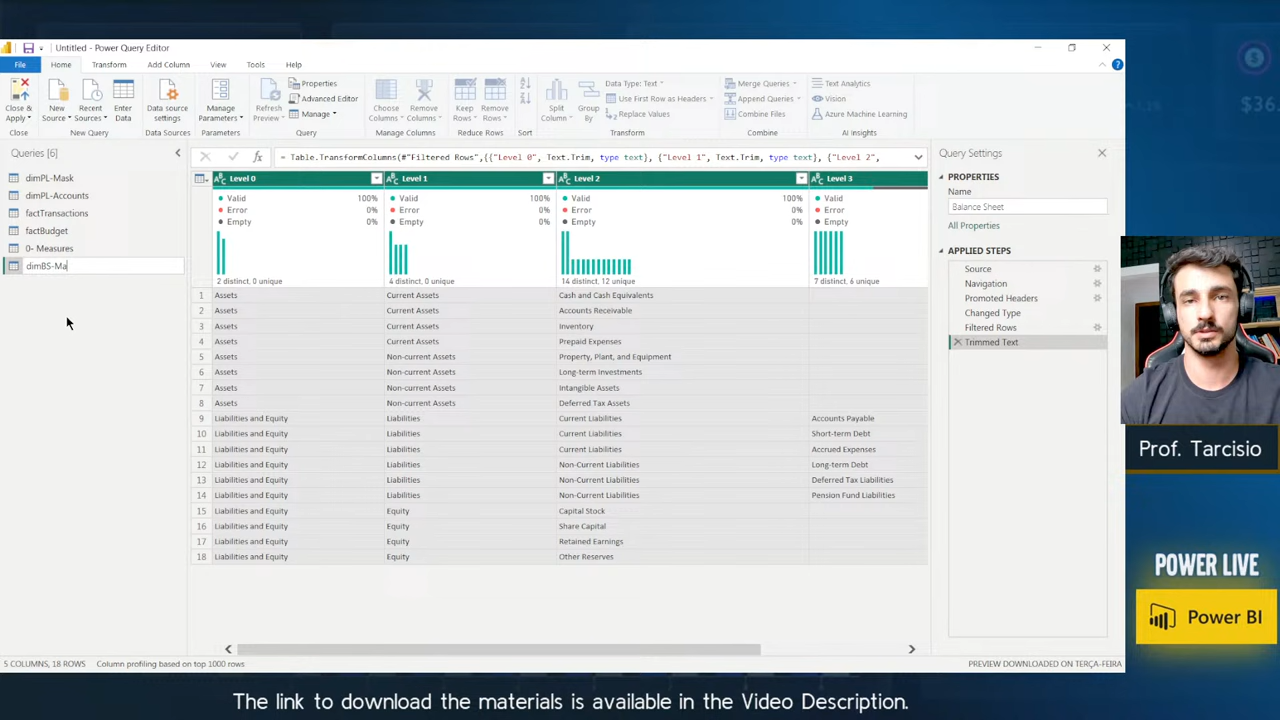 Untitled - Power Query Editor
File Home Transform Add Column View Tools Help
Close & Apply New Source Recent Sources Enter Data Data source settings Manage Parameters Refresh Preview Properties Advanced Editor Manage Choose Columns Remove Columns Keep Rows Remove Rows Split Column Group By Data Type: Text Use First Row as Headers Replace Values Merge Queries Append Queries Combine Files Text Analytics Vision Azure Machine Learning
Close New Query Data Sources Parameters Query Manage Columns Reduce Rows Sort Transform Combine AI Insights
Queries [6]
dimPL-Mask
dimPL-Accounts
factTransactions
factBudget
0- Measures
dimBS-Ma
= Table.TransformColumns(#"Filtered Rows",{{"Level 0", Text.Trim, type text}, {"Level 1", Text.Trim, type text}, {"Level 2",
Level 0 Level 1 Level 2 Level 3
Valid 100% Valid 100% Valid 100% Valid
Error 0% Error 0% Error 0% Error
Empty 0% Empty 0% Empty 0% Empty
2 distinct, 0 unique 4 distinct, 0 unique 14 distinct, 12 unique 7 distinct, 6 unique
1 Assets Current Assets Cash and Cash Equivalents
2 Assets Current Assets Accounts Receivable
3 Assets Current Assets Inventory
4 Assets Current Assets Prepaid Expenses
5 Assets Non-current Assets Property, Plant, and Equipment
6 Assets Non-current Assets Long-term Investments
7 Assets Non-current Assets Intangible Assets
8 Assets Non-current Assets Deferred Tax Assets
9 Liabilities and Equity Liabilities Current Liabilities Accounts Payable
10 Liabilities and Equity Liabilities Current Liabilities Short-term Debt
11 Liabilities and Equity Liabilities Current Liabilities Accrued Expenses
12 Liabilities and Equity Liabilities Non-Current Liabilities Long-term Debt
13 Liabilities and Equity Liabilities Non-Current Liabilities Deferred Tax Liabilities
14 Liabilities and Equity Liabilities Non-Current Liabilities Pension Fund Liabilities
15 Liabilities and Equity Equity Capital Stock
16 Liabilities and Equity Equity Share Capital
17 Liabilities and Equity Equity Retained Earnings
18 Liabilities and Equity Equity Other Reserves
Query Settings
PROPERTIES
Name
Balance Sheet
All Properties
APPLIED STEPS
Source
Navigation
Promoted Headers
Changed Type
Filtered Rows
Trimmed Text
5 COLUMNS, 18 ROWS Column profiling based on top 1000 rows PREVIEW DOWNLOADED ON TERÇA-FEIRA
Prof. Tarcisio
POWER LIVE
Power BI
The link to download the materials is available in the Video Description.